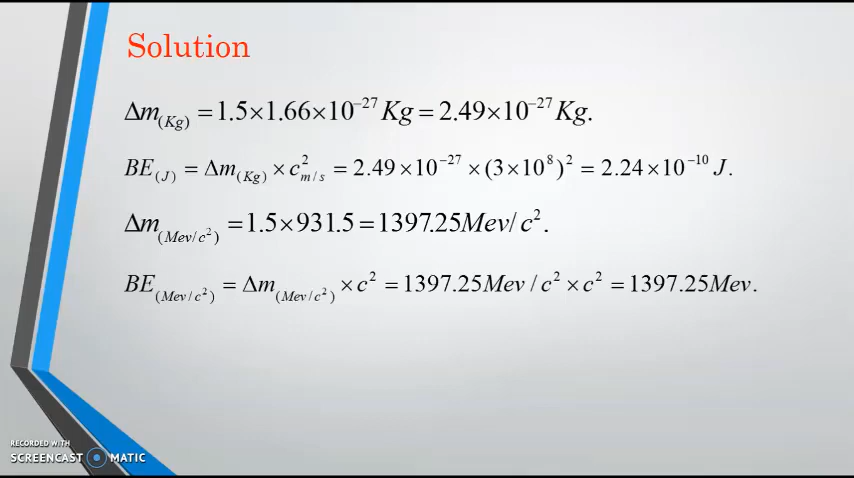 Solution
Δm(Kg) = 1.5×1.66×10⁻²⁷ Kg = 2.49×10⁻²⁷ Kg.
BE(J) = Δm(Kg) × c²m/s = 2.49×10⁻²⁷ ×(3×10⁸)² = 2.24×10⁻¹⁰ J.
Δm(Mev/c²) = 1.5×931.5 = 1397.25Mev/c².
BE(Mev/c²) = Δm(Mev/c²) × c² = 1397.25Mev/c² × c² = 1397.25Mev.
RECORDED WITH
SCREENCAST MATIC